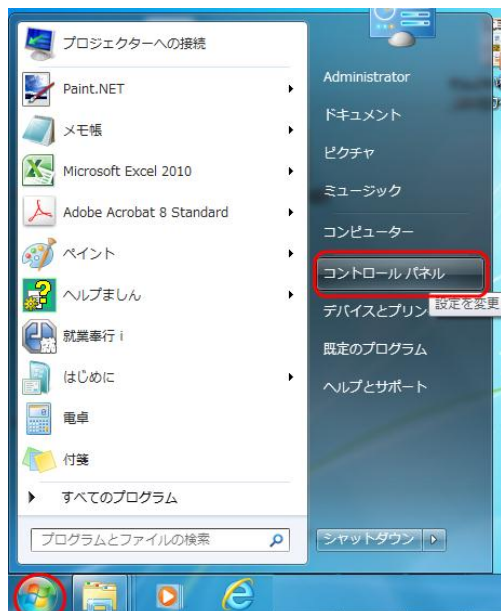 プロジェクターへの接続
Paint.NET
メモ帳
Microsoft Excel 2010
Adobe Acrobat 8 Standard
ペイント
ヘルプましん
就業奉行 i
はじめに
電卓
付箋
すべてのプログラム
プログラムとファイルの検索
Administrator
ドキュメント
ピクチャ
ミュージック
コンピューター
コントロール パネル
デバイスとプリン
設定を変更
既定のプログラム
ヘルプとサポート
シャットダウン